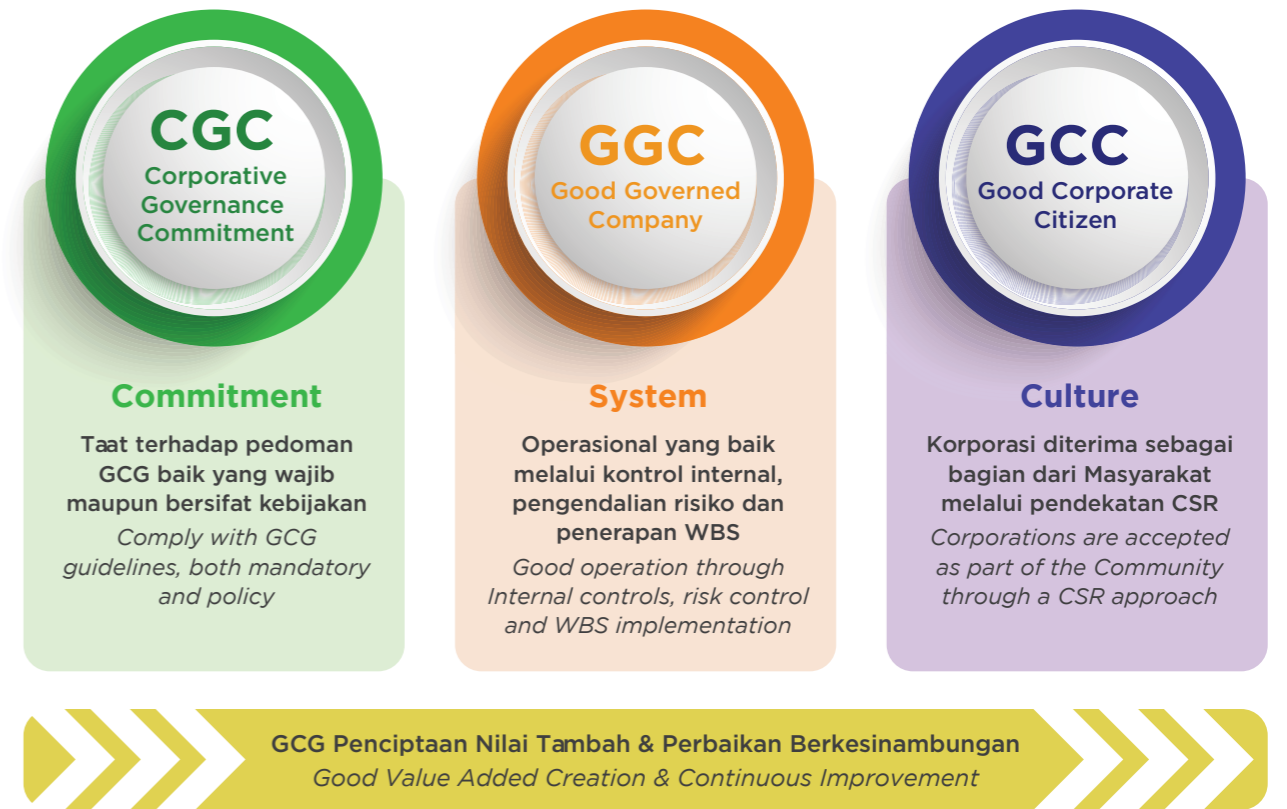 CGC
Corporative
Governance
Commitment
Commitment
Taat terhadap pedoman
GCG baik yang wajib
maupun bersifat kebijakan
Comply with GCG
guidelines, both mandatory
and policy
GGC
Good Governed
Company
System
Operasional yang baik
melalui kontrol internal,
pengendalian risiko dan
penerapan WBS
Good operation through
Internal controls, risk control
and WBS implementation
GCC
Good Corporate
Citizen
Culture
Korporasi diterima sebagai
bagian dari Masyarakat
melalui pendekatan CSR
Corporations are accepted
as part of the Community
through a CSR approach
GCG Penciptaan Nilai Tambah & Perbaikan Berkesinambungan
Good Value Added Creation & Continuous Improvement